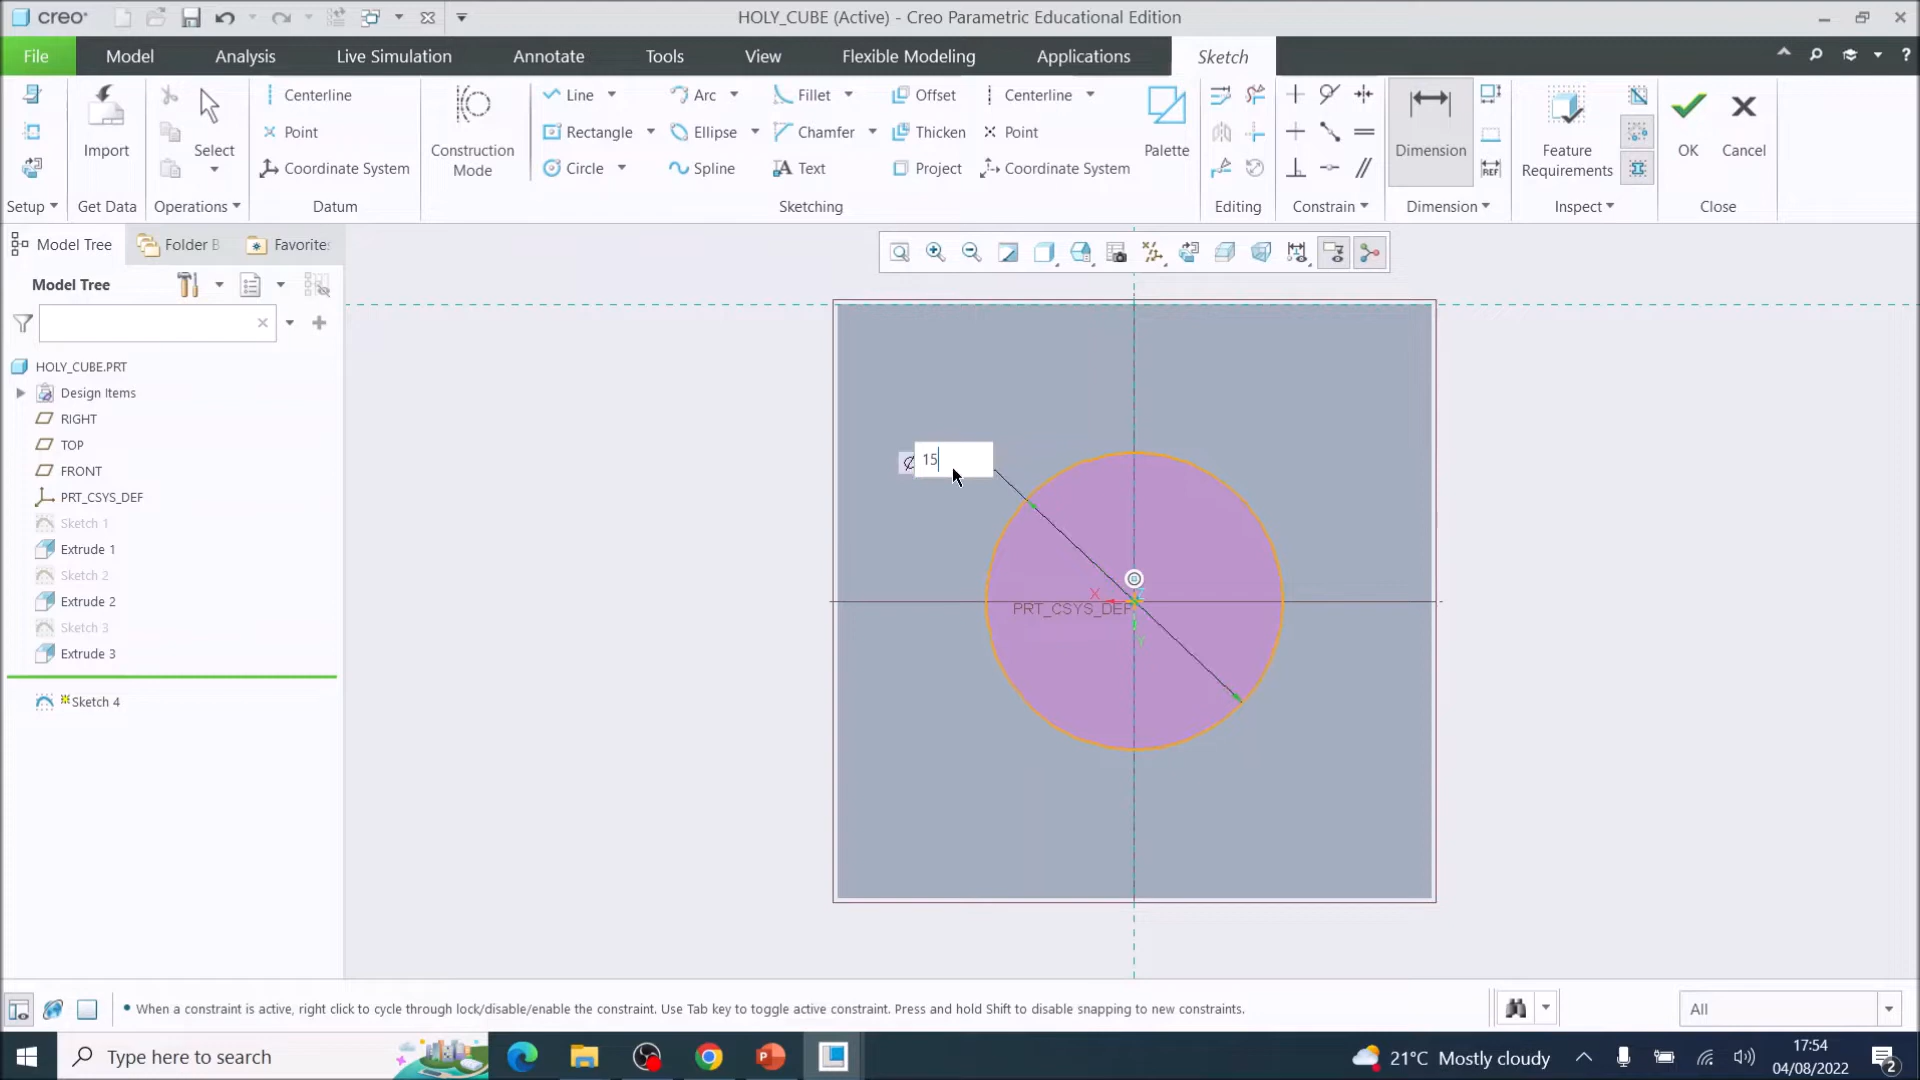 creo
HOLY_CUBE (Active) - Creo Parametric Educational Edition
File Model Analysis Live Simulation Annotate Tools View Flexible Modeling Applications Sketch
Centerline Line Arc Fillet Offset Centerline
Point Rectangle Ellipse Chamfer Thicken Point
Coordinate System Circle Spline Text Project Coordinate System
Import Select Construction Mode Palette Dimension REF Feature Requirements OK Cancel
Setup Get Data Operations Datum Sketching Editing Constrain Dimension Inspect Close
Model Tree Folder B Favorite
Model Tree
HOLY_CUBE.PRT
Design Items
RIGHT
TOP
FRONT
PRT_CSYS_DEF
Sketch 1
Extrude 1
Sketch 2
Extrude 2
Sketch 3
Extrude 3
Sketch 4
Ø 15
X
PRT_CSYS_DEF
Y
• When a constraint is active, right click to cycle through lock/disable/enable the constraint. Use Tab key to toggle active constraint. Press and hold Shift to disable snapping to new constraints.
All
Type here to search
21°C Mostly cloudy
17:54
04/08/2022
2